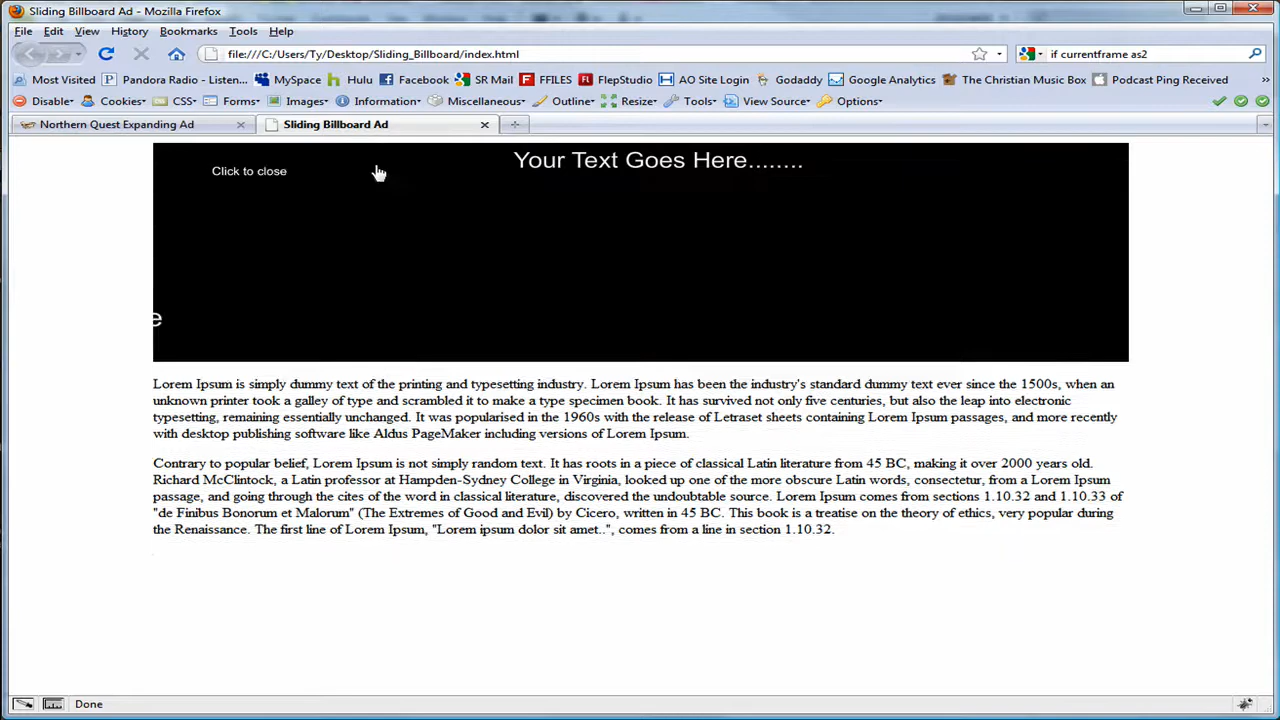 Sliding Billboard Ad - Mozilla Firefox
File Edit View History Bookmarks Tools Help
file:///C:/Users/Ty/Desktop/Sliding_Billboard/index.html if currentframe as2
Most Visited Pandora Radio - Listen... MySpace Hulu Facebook SR Mail FFILES FlepStudio AO Site Login Godaddy Google Analytics The Christian Music Box Podcast Ping Received »
Disable Cookies CSS Forms Images Information Miscellaneous Outline Resize Tools View Source Options
Northern Quest Expanding Ad Sliding Billboard Ad
Your Text Goes Here........
Click to close
e
Lorem Ipsum is simply dummy text of the printing and typesetting industry. Lorem Ipsum has been the industry's standard dummy text ever since the 1500s, when an
unknown printer took a galley of type and scrambled it to make a type specimen book. It has survived not only five centuries, but also the leap into electronic
typesetting, remaining essentially unchanged. It was popularised in the 1960s with the release of Letraset sheets containing Lorem Ipsum passages, and more recently
with desktop publishing software like Aldus PageMaker including versions of Lorem Ipsum.
Contrary to popular belief, Lorem Ipsum is not simply random text. It has roots in a piece of classical Latin literature from 45 BC, making it over 2000 years old.
Richard McClintock, a Latin professor at Hampden-Sydney College in Virginia, looked up one of the more obscure Latin words, consectetur, from a Lorem Ipsum
passage, and going through the cites of the word in classical literature, discovered the undoubtable source. Lorem Ipsum comes from sections 1.10.32 and 1.10.33 of
"de Finibus Bonorum et Malorum" (The Extremes of Good and Evil) by Cicero, written in 45 BC. This book is a treatise on the theory of ethics, very popular during
the Renaissance. The first line of Lorem Ipsum, "Lorem ipsum dolor sit amet..", comes from a line in section 1.10.32.
Done